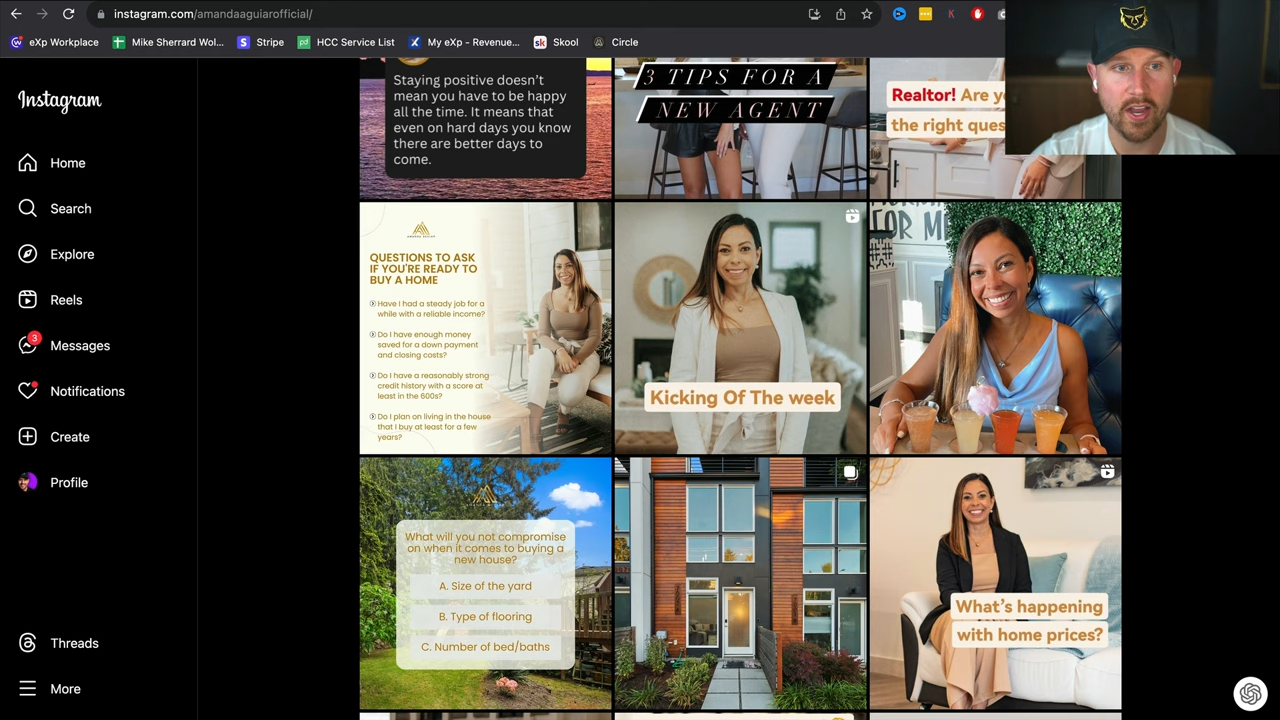 instagram.com/amandaaguiarofficial/
eXp Workplace
Mike Sherrard Wol...
Stripe
HCC Service List
My eXp - Revenue...
Skool
Circle
Instagram
Home
Search
Explore
Reels
3
Messages
Notifications
Create
Profile
Threads
More
Staying positive doesn't
mean you have to be happy
all the time. It means that
even on hard days you know
there are better days to
come.
3 TIPS FOR A
NEW AGENT
Realtor! Are yo
the right ques
QUESTIONS TO ASK
IF YOU'RE READY TO
BUY A HOME
Have I had a steady job for a
while with a reliable income?
Do I have enough money
saved for a down payment
and closing costs?
Do I have a reasonably strong
credit history with a score at
least in the 600s?
Do I plan on living in the house
that I buy at least for a few
years?
Kicking Of The week
FOR ME
What will you not compromise
on when it comes to buying a
new house?
A. Size of the yard
B. Type of flooring
C. Number of bed/baths
What's happening
with home prices?